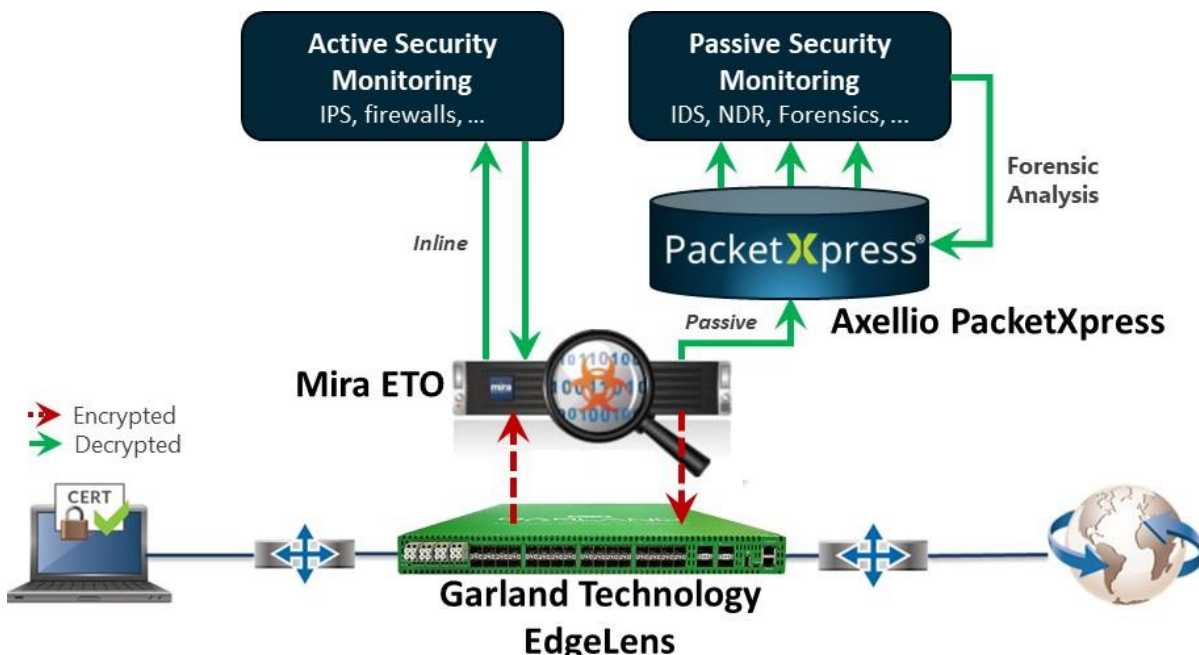 Active Security
Monitoring
IPS, firewalls, ...
Passive Security
Monitoring
IDS, NDR, Forensics, ...
Forensic
Analysis
Inline
PacketXpress®
Passive
Axellio PacketXpress
Mira ETO
mira
Encrypted
Decrypted
CERT
Garland Technology
EdgeLens